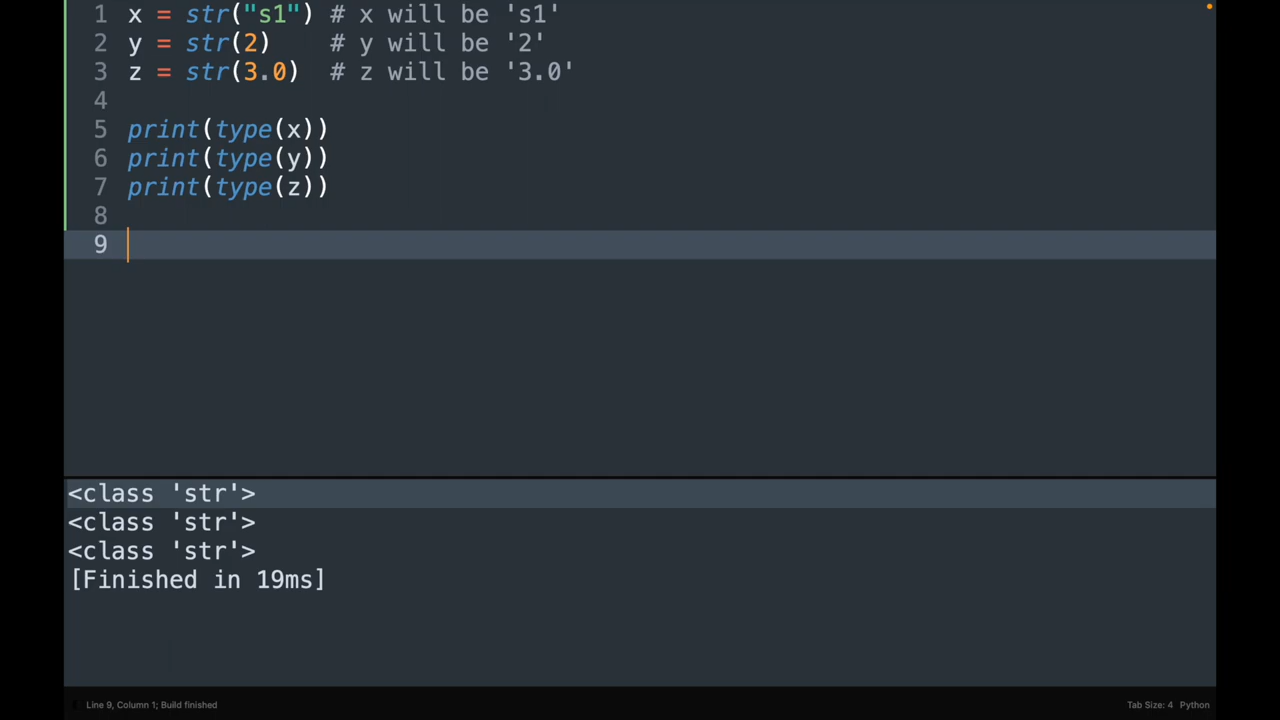 1 x = str("s1") # x will be 's1'
2 y = str(2)    # y will be '2'
3 z = str(3.0)  # z will be '3.0'
4
5 print(type(x))
6 print(type(y))
7 print(type(z))
8
9
<class 'str'>
<class 'str'>
<class 'str'>
[Finished in 19ms]
Line 9, Column 1; Build finished
Tab Size: 4 Python